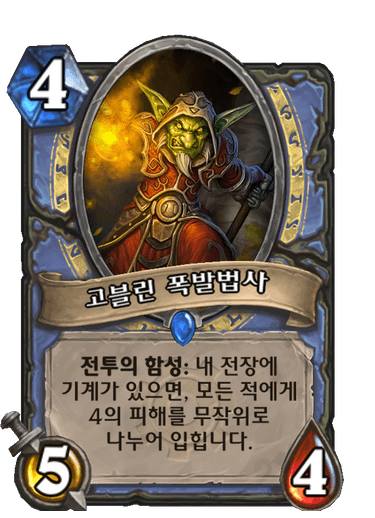 4
고블린 폭발법사
전투의 함성: 내 전장에
기계가 있으면, 모든 적에게
4의 피해를 무작위로
나누어 입힙니다.
5
4